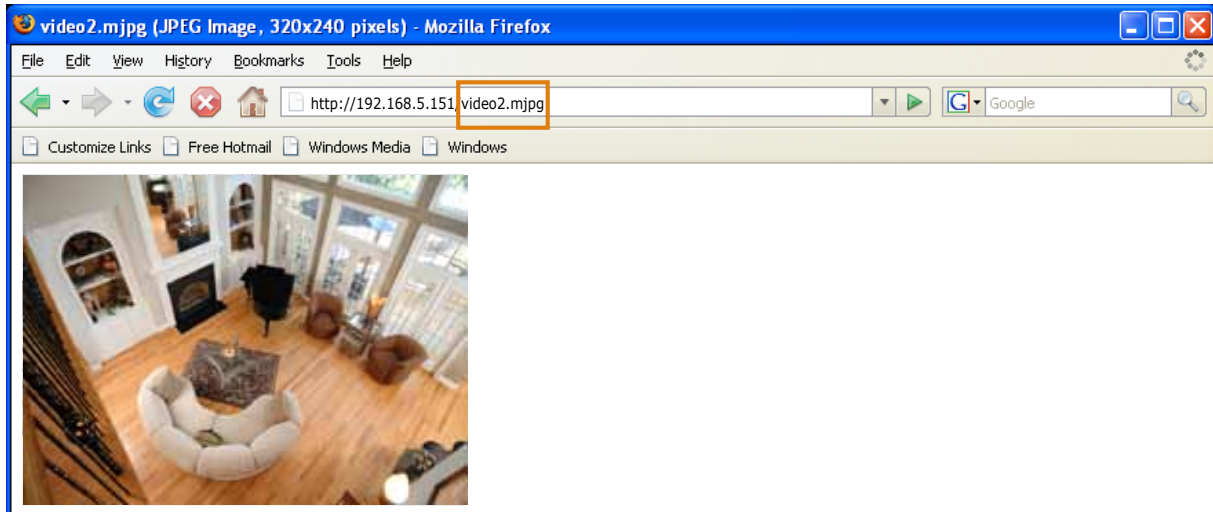 video2.mjpg (JPEG Image, 320x240 pixels) - Mozilla Firefox
File Edit View History Bookmarks Tools Help
http://192.168.5.151/video2.mjpg G Google
Customize Links Free Hotmail Windows Media Windows